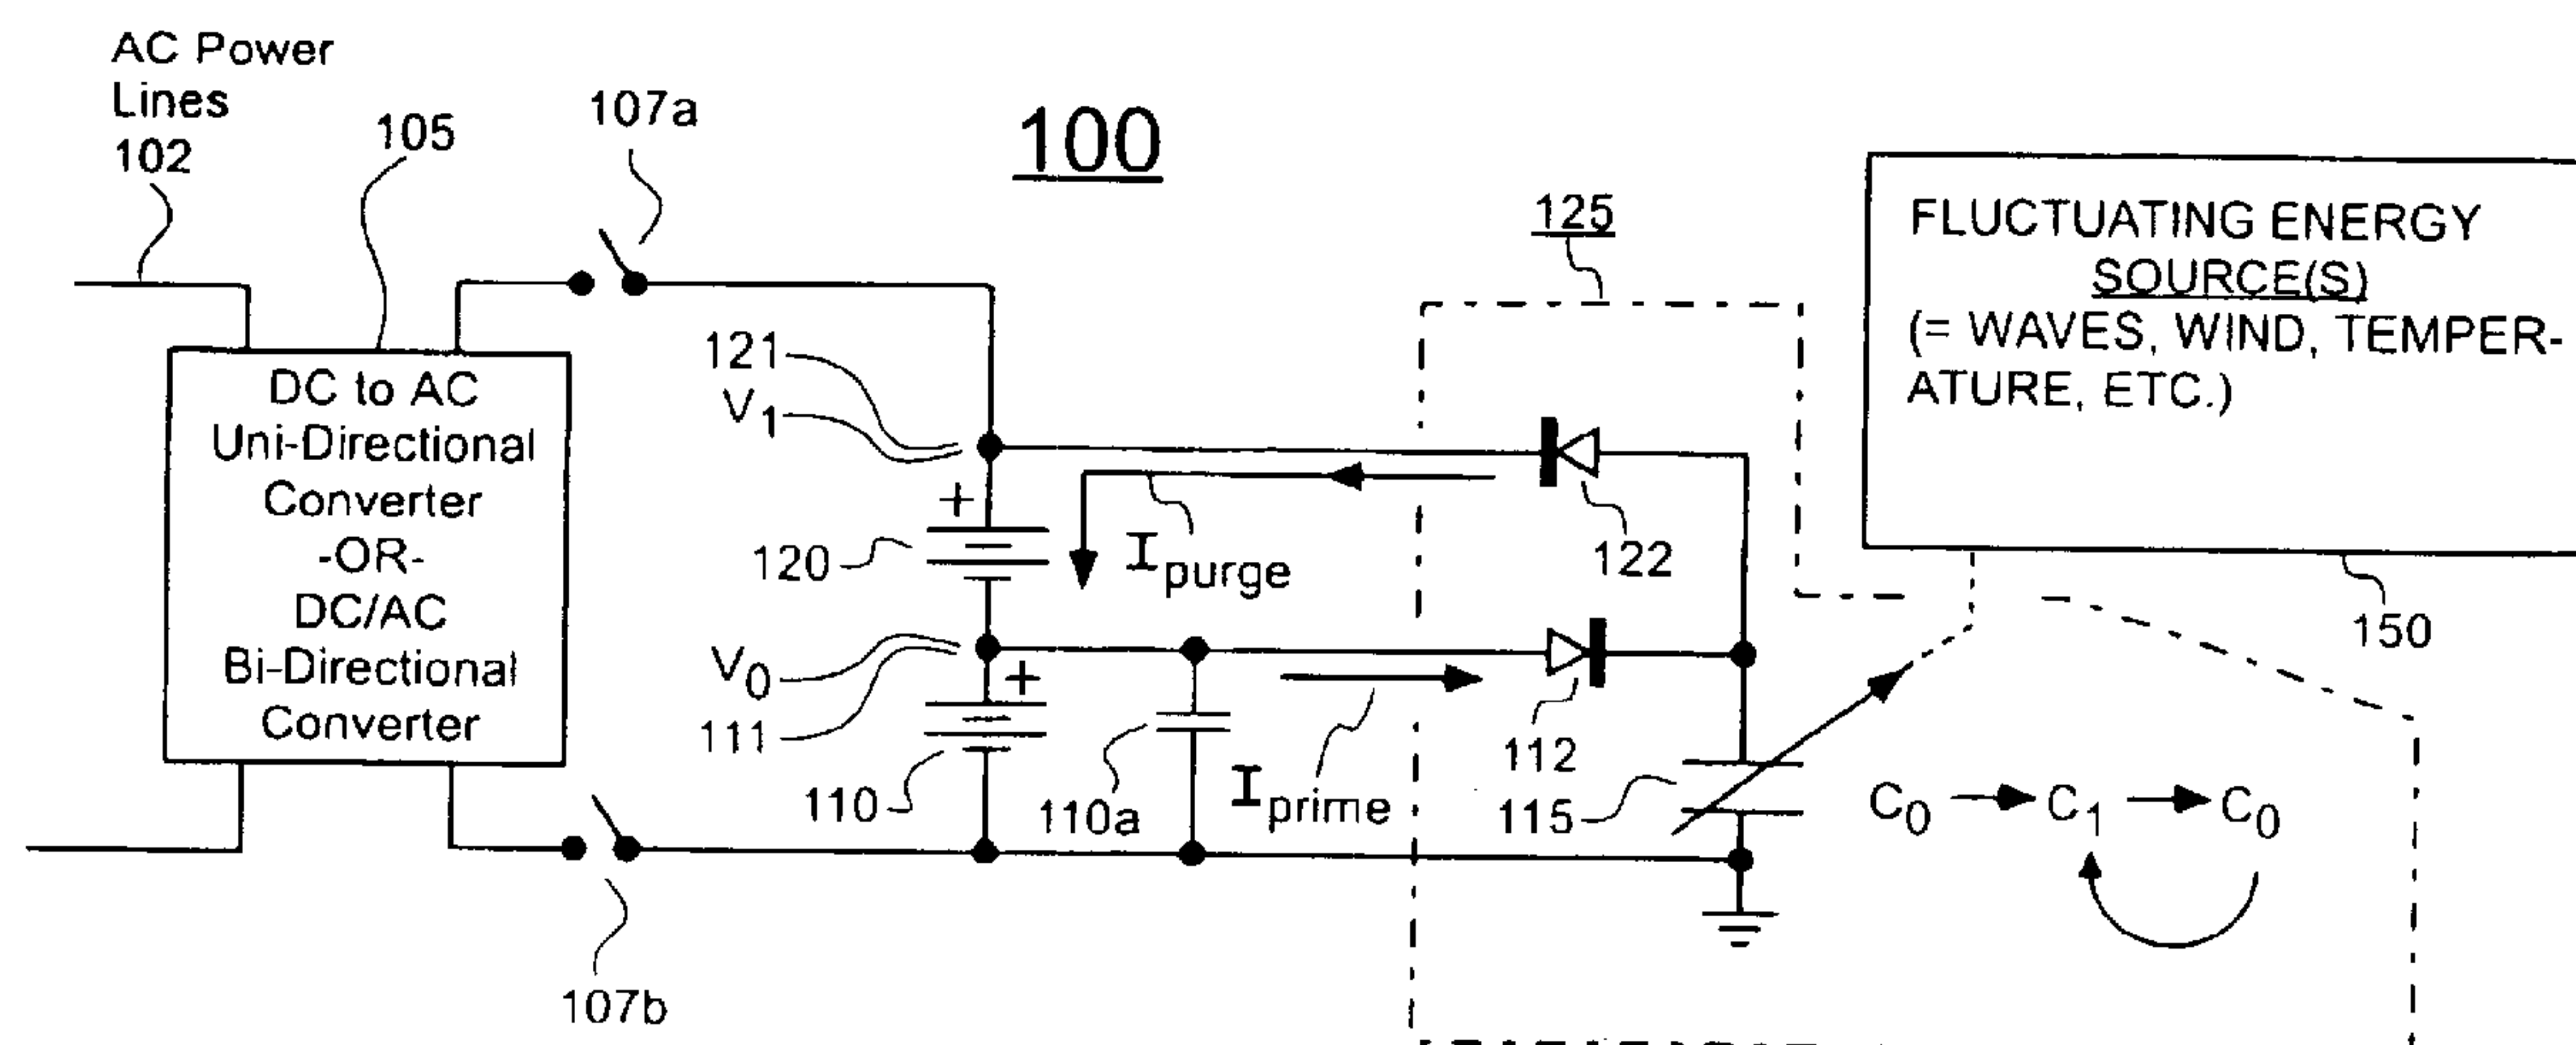 AC Power
Lines
102
105
107a
100
125
FLUCTUATING ENERGY
SOURCE(S)
(= WAVES, WIND, TEMPER-
ATURE, ETC.)
150
DC to AC
Uni-Directional
Converter
-OR-
DC/AC
Bi-Directional
Converter
121
V1
+
120
Ipurge
122
V0
111
+
110
110a
Iprime
112
115
C0 → C1 → C0
107b